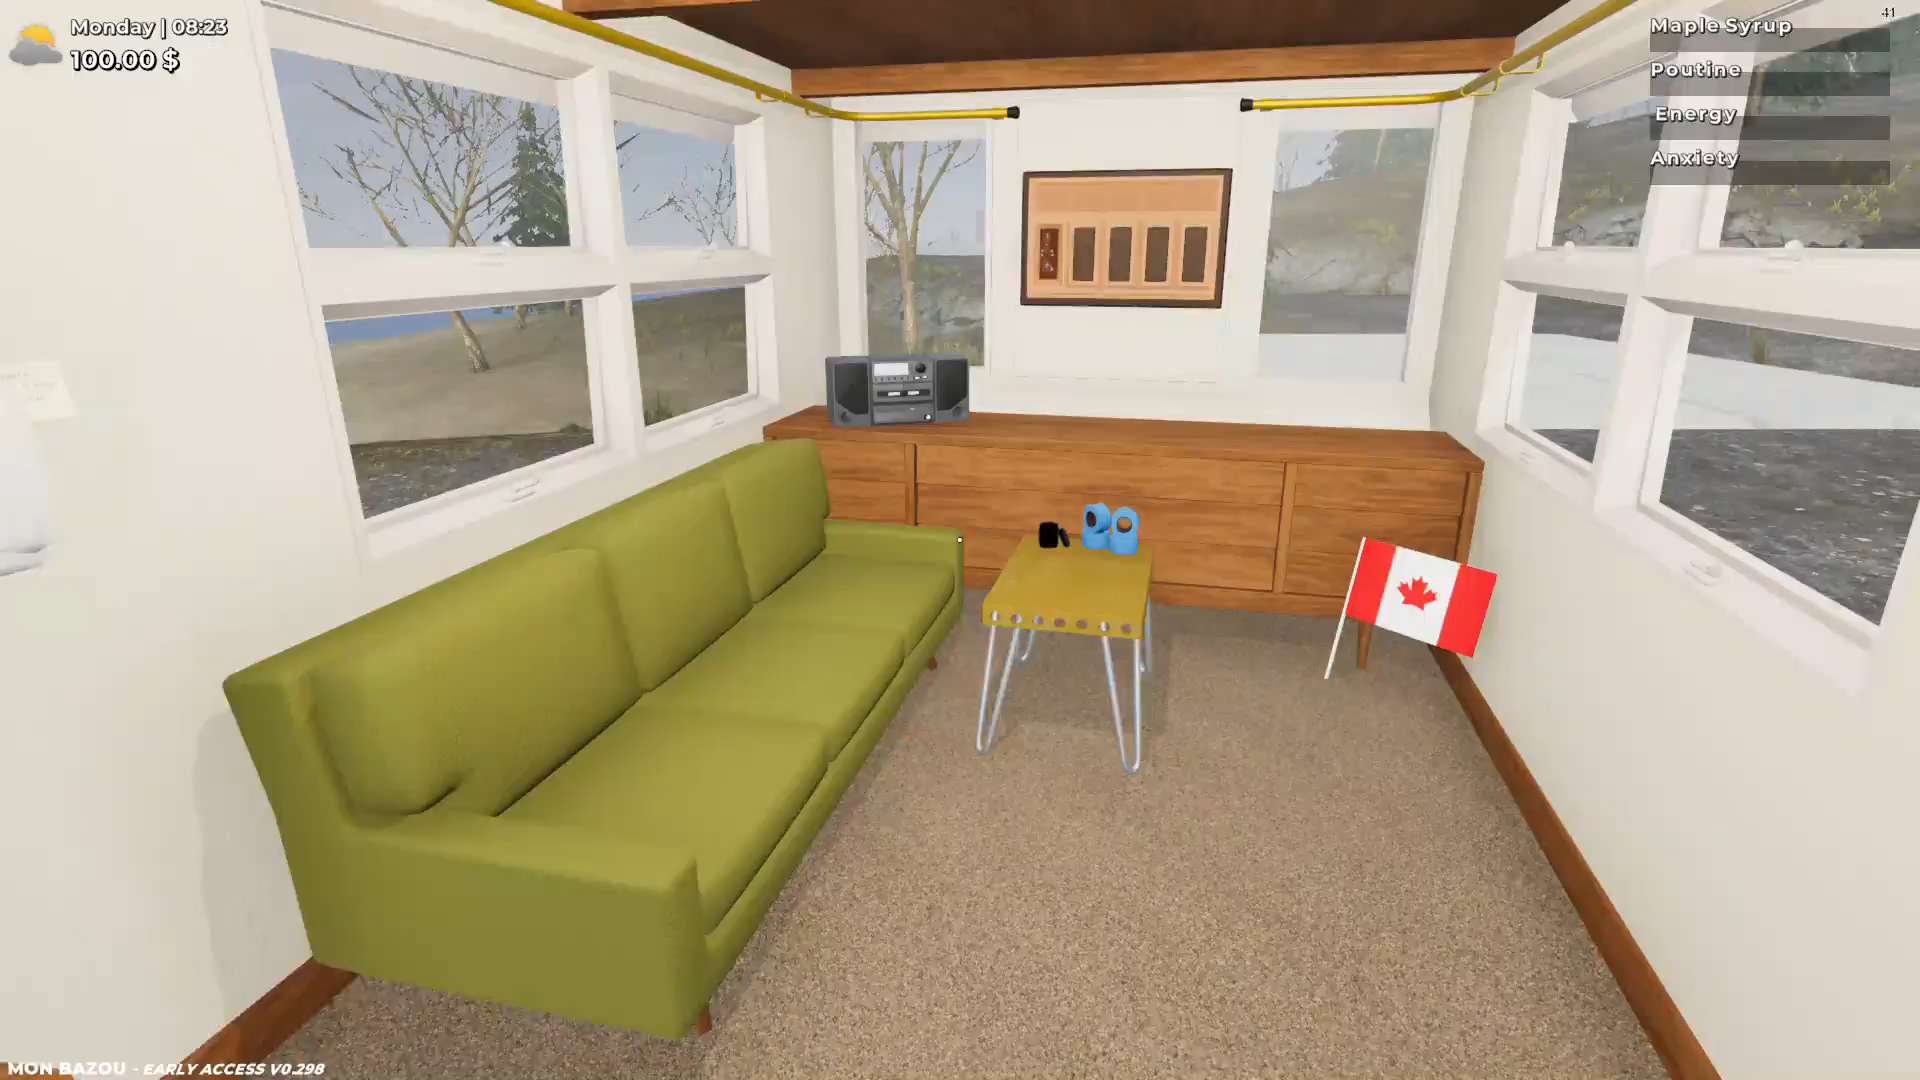 Monday | 08:23
100.00 $
41
Maple Syrup
Poutine
Energy
Anxiety
MON BAZOU - EARLY ACCESS V0.298